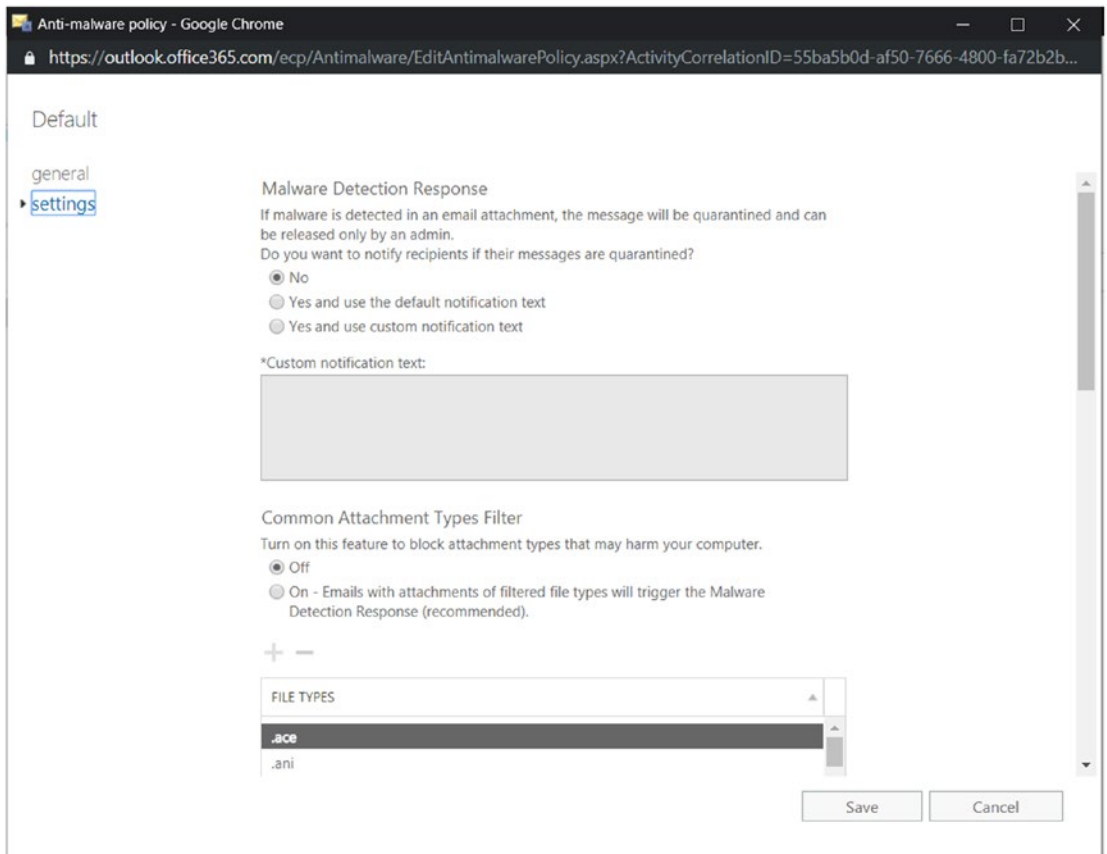 Anti-malware policy - Google Chrome
https://outlook.office365.com/ecp/Antimalware/EditAntimalwarePolicy.aspx?ActivityCorrelationID=55ba5b0d-af50-7666-4800-fa72b2b...
Default
general
settings
Malware Detection Response
If malware is detected in an email attachment, the message will be quarantined and can
be released only by an admin.
Do you want to notify recipients if their messages are quarantined?
No
Yes and use the default notification text
Yes and use custom notification text
*Custom notification text:
Common Attachment Types Filter
Turn on this feature to block attachment types that may harm your computer.
Off
On - Emails with attachments of filtered file types will trigger the Malware
Detection Response (recommended).
FILE TYPES
.ace
.ani
Save
Cancel